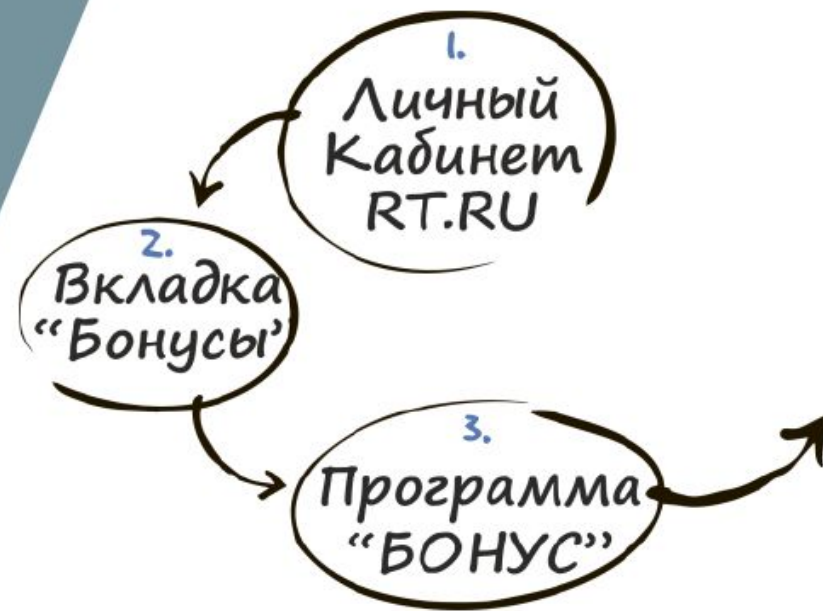 1.
Личный
Кабинет
RT.RU
2.
Вкладка
“Бонусы”
3.
Программа
“БОНУС”